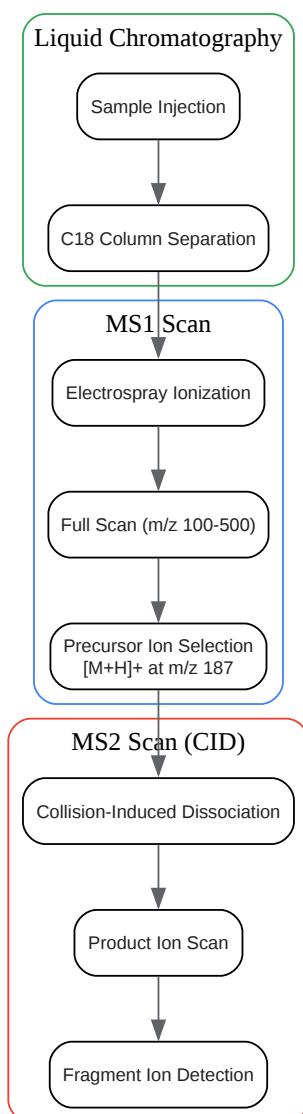 Liquid Chromatography
Sample Injection
C18 Column Separation
MS1 Scan
Electrospray Ionization
Full Scan (m/z 100-500)
Precursor Ion Selection
[M+H]+ at m/z 187
MS2 Scan (CID)
Collision-Induced Dissociation
Product Ion Scan
Fragment Ion Detection